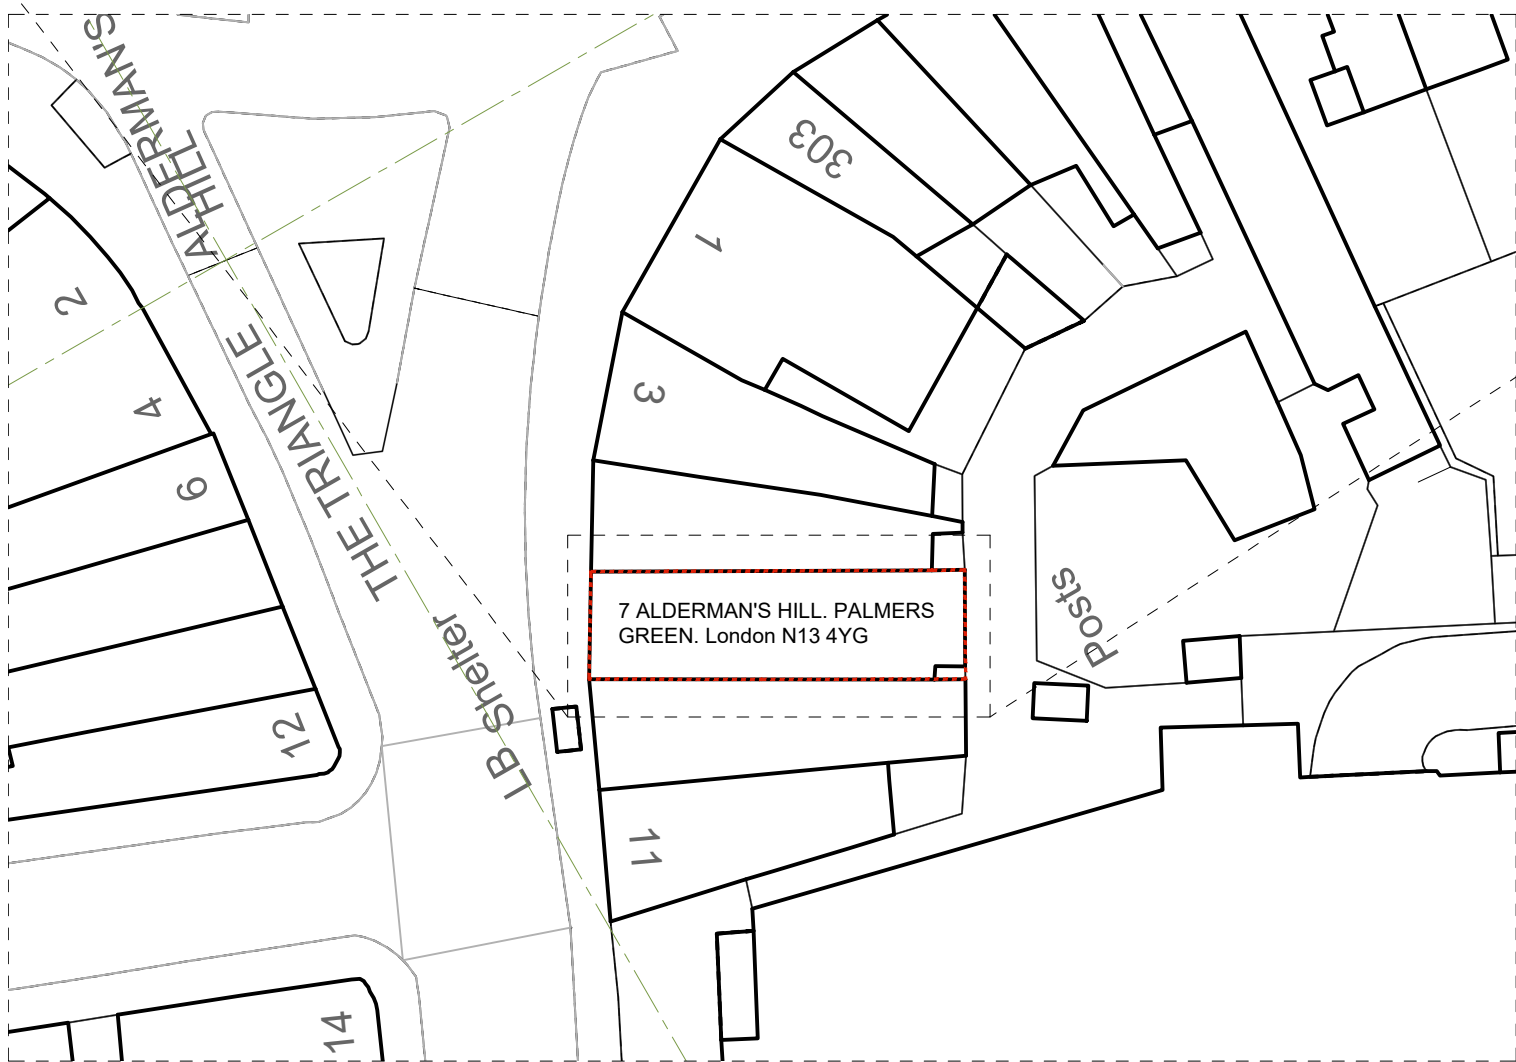 ALDERMAN'S
HILL
303
1
2
3
THE TRIANGLE
4
6
7 ALDERMAN'S HILL. PALMERS
GREEN. London N13 4YG
Posts
LB Shelter
12
11
14